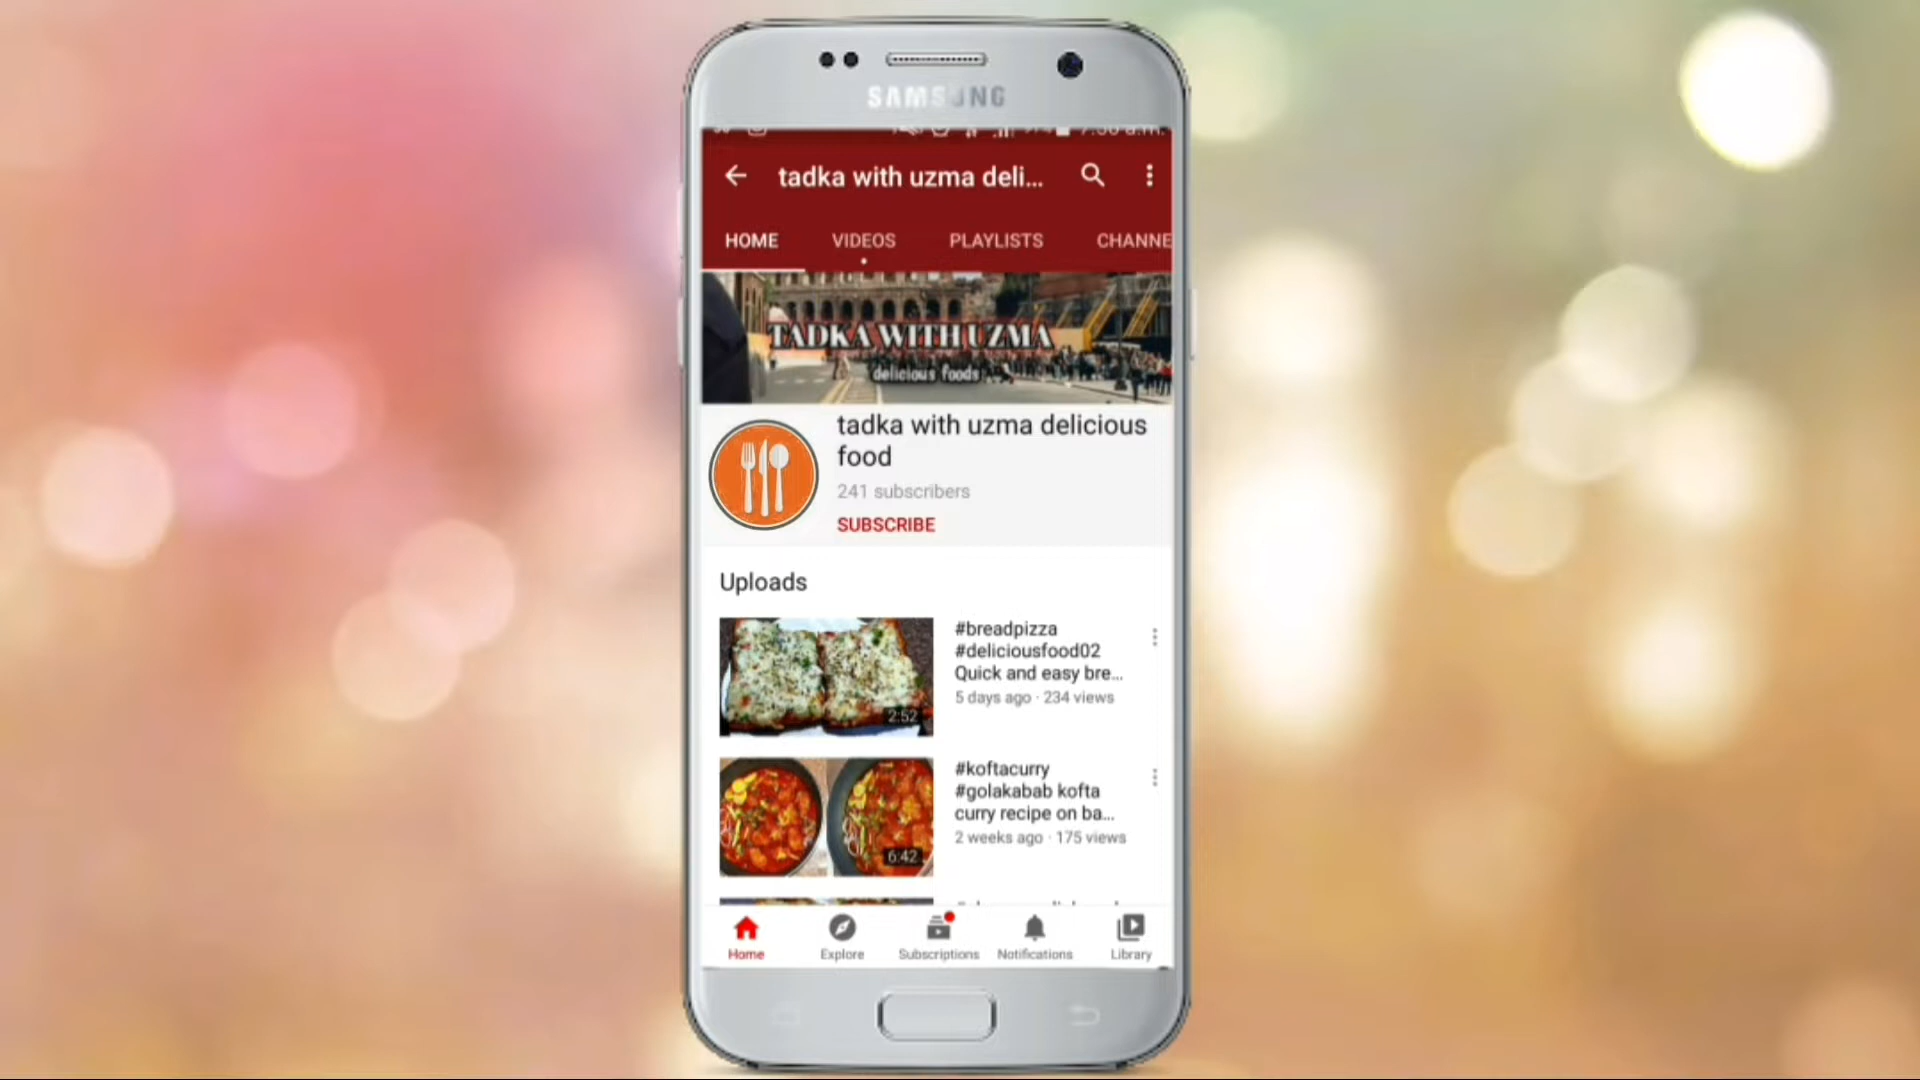 SAMSUNG
tadka with uzma deli...
HOME VIDEOS PLAYLISTS CHANNE
TADKA WITH UZMA
delicious foods
tadka with uzma delicious
food
241 subscribers
SUBSCRIBE
Uploads
#breadpizza
#deliciousfood02
Quick and easy bre...
5 days ago · 234 views
2:52
#koftacurry
#golakabab kofta
curry recipe on ba...
2 weeks ago · 175 views
6:42
Home Explore Subscriptions Notifications Library